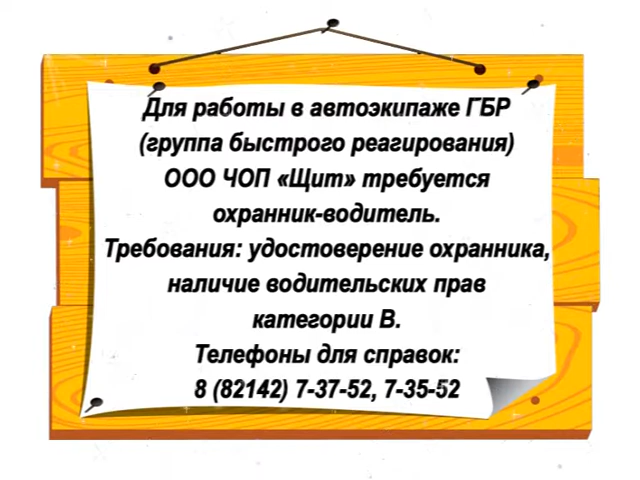 Для работы в автоэкипаже ГБР
(группа быстрого реагирования)
ООО ЧОП «Щит» требуется
охранник-водитель.
Требования: удостоверение охранника,
наличие водительских прав
категории В.
Телефоны для справок:
8 (82142) 7-37-52, 7-35-52